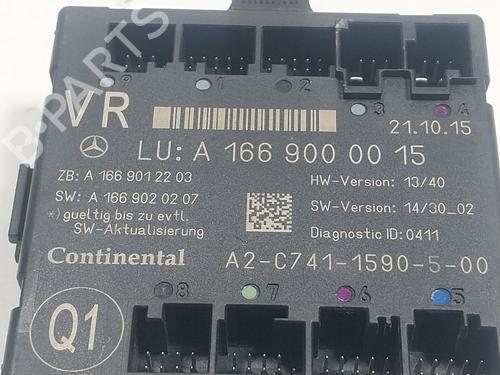 1
2
VR
3
4
21.10.15
LU: A 166 900 00 15
ZB: A 166 901 22 03
HW-Version: 13/40
SW: A 166 902 02 07
SW-Version: 14/30_02
*) gueltig bis zu evtl.
SW-Aktualisierung
Diagnostic ID:0411
Continental
A2-C741-1590-5-00
Q1
8
7
6
5
B-PARTS